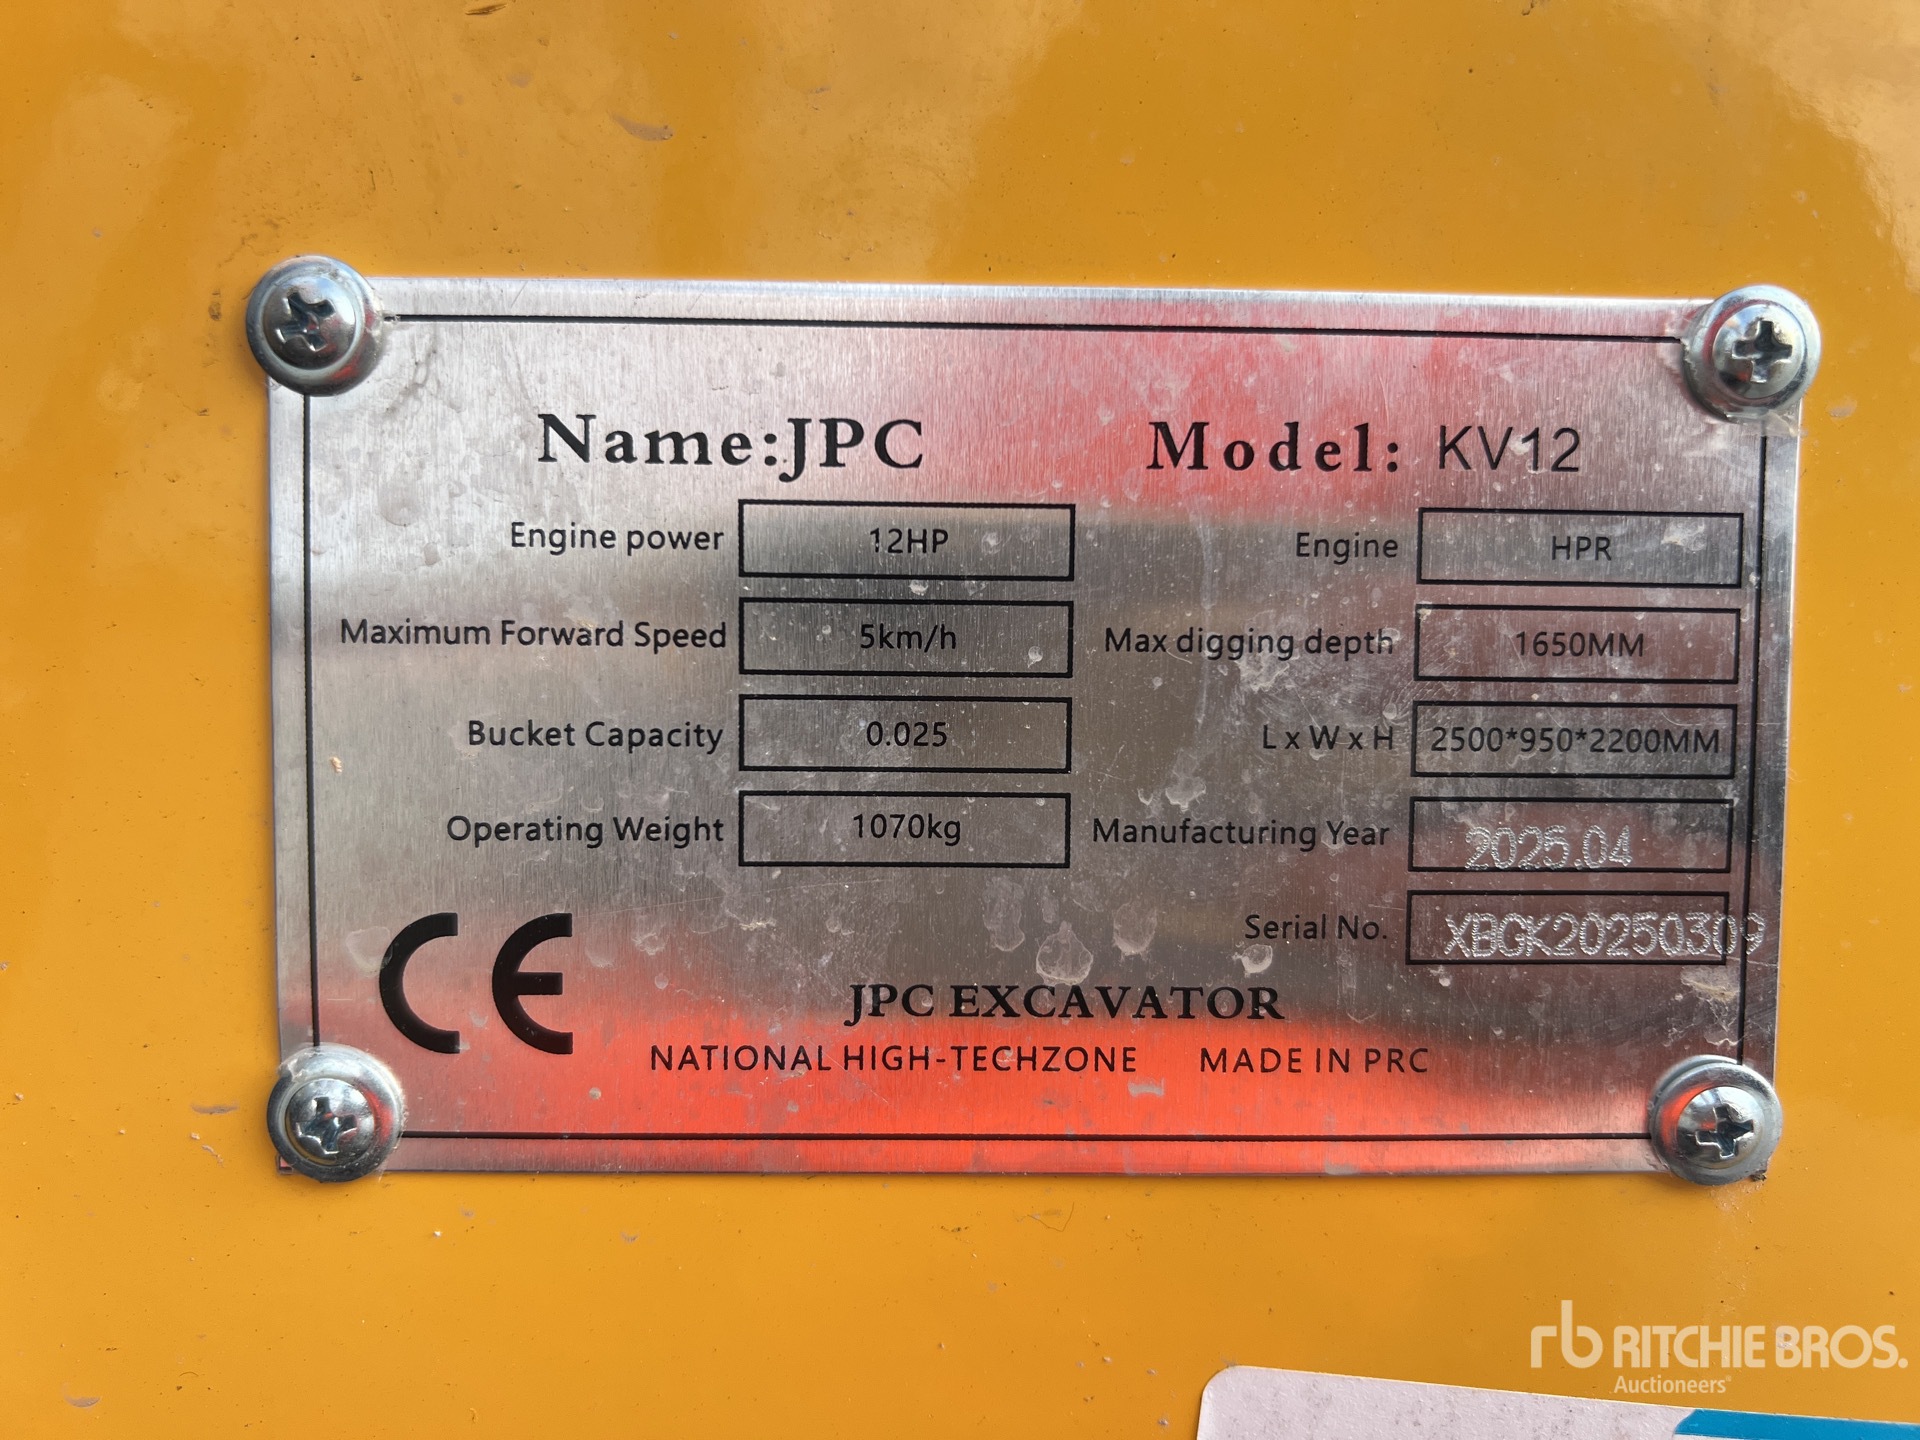 Name:JPC Model: KV12
Engine power 12HP Engine HPR
Maximum Forward Speed 5km/h Max digging depth 1650MM
Bucket Capacity 0.025 L x W x H 2500*950*2200MM
Operating Weight 1070kg Manufacturing Year 2025.04
Serial No. XBGK20250309
CE
JPC EXCAVATOR
NATIONAL HIGH-TECHZONE MADE IN PRC
rb RITCHIE BROS.
Auctioneers